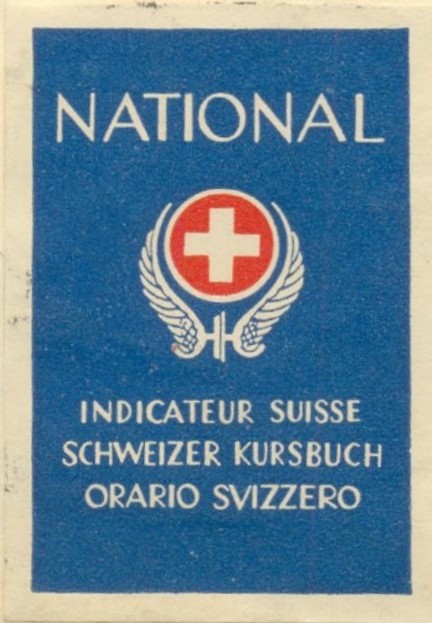 NATIONAL
INDICATEUR SUISSE
SCHWEIZER KURSBUCH
ORARIO SVIZZERO